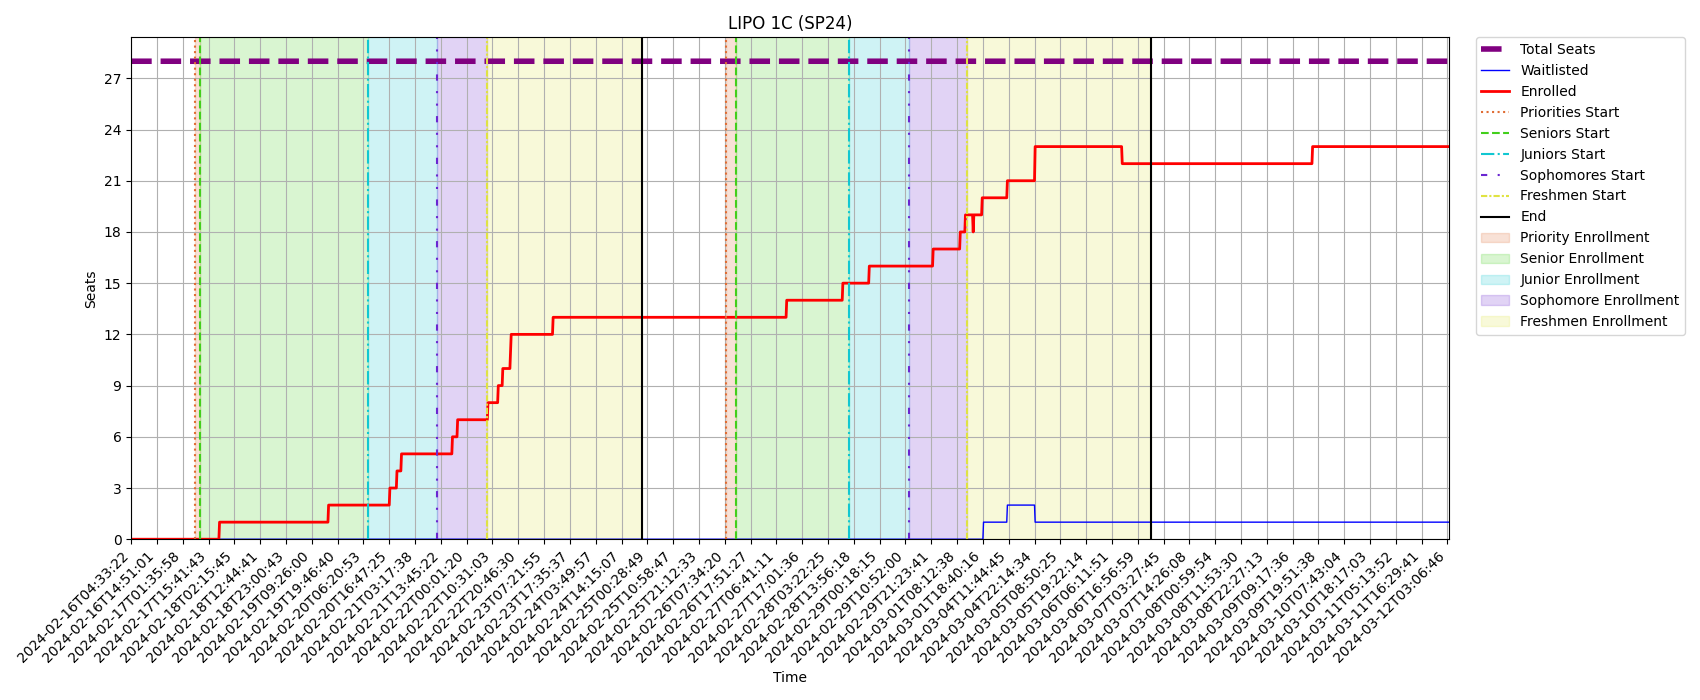 LIPO 1C (SP24)
Total Seats
Waitlisted
Enrolled
Priorities Start
Seniors Start
Juniors Start
Sophomores Start
Freshmen Start
End
Priority Enrollment
Senior Enrollment
Junior Enrollment
Sophomore Enrollment
Freshmen Enrollment
Seats
27
24
21
18
15
12
9
6
3
0
2024-02-16T04:33:22
2024-02-16T14:51:01
2024-02-17T01:35:58
2024-02-17T15:41:43
2024-02-18T02:15:45
2024-02-18T12:44:41
2024-02-18T23:00:43
2024-02-19T09:26:00
2024-02-19T19:46:40
2024-02-20T06:20:53
2024-02-20T16:47:25
2024-02-21T03:17:38
2024-02-21T13:45:22
2024-02-22T00:01:20
2024-02-22T10:31:03
2024-02-22T20:46:30
2024-02-23T07:21:55
2024-02-23T17:35:37
2024-02-24T03:49:57
2024-02-24T14:15:07
2024-02-25T00:28:49
2024-02-25T10:58:47
2024-02-25T21:12:33
2024-02-26T07:34:20
2024-02-26T17:51:27
2024-02-27T06:41:11
2024-02-27T17:01:36
2024-02-28T03:22:25
2024-02-28T13:56:18
2024-02-29T00:18:15
2024-02-29T10:52:00
2024-02-29T21:23:41
2024-03-01T08:12:38
2024-03-01T18:40:16
2024-03-04T11:44:45
2024-03-04T22:14:34
2024-03-05T08:50:25
2024-03-05T19:22:14
2024-03-06T06:11:51
2024-03-06T16:56:59
2024-03-07T03:27:45
2024-03-07T14:26:08
2024-03-08T00:59:54
2024-03-08T11:53:30
2024-03-08T22:27:13
2024-03-09T09:17:36
2024-03-09T19:51:38
2024-03-10T07:43:04
2024-03-10T18:17:03
2024-03-11T05:13:52
2024-03-11T16:29:41
2024-03-12T03:06:46
Time